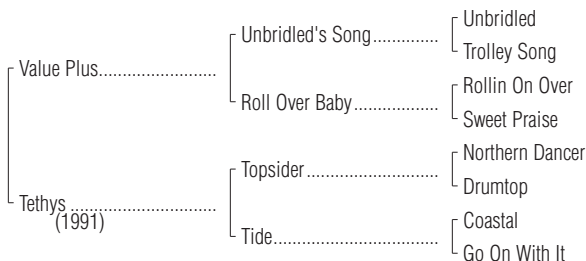 Unbridled
Unbridled's Song..............
Trolley Song
Value Plus.........................
Rollin On Over
Roll Over Baby..................
Sweet Praise
Northern Dancer
Topsider............................
Drumtop
Tethys ...............................
(1991)
Coastal
Tide...................................
Go On With It